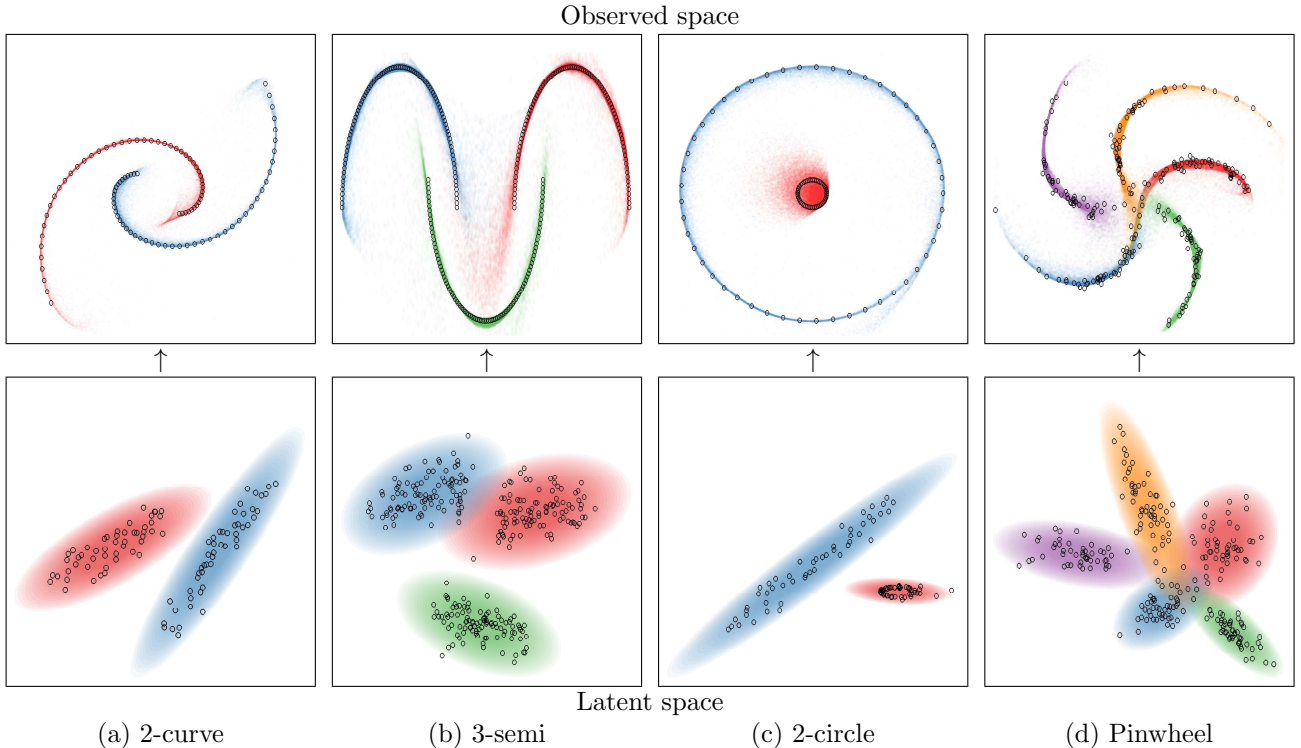 Observed space
↑ ↑ ↑ ↑
Latent space
(a) 2-curve
(b) 3-semi
(c) 2-circle
(d) Pinwheel